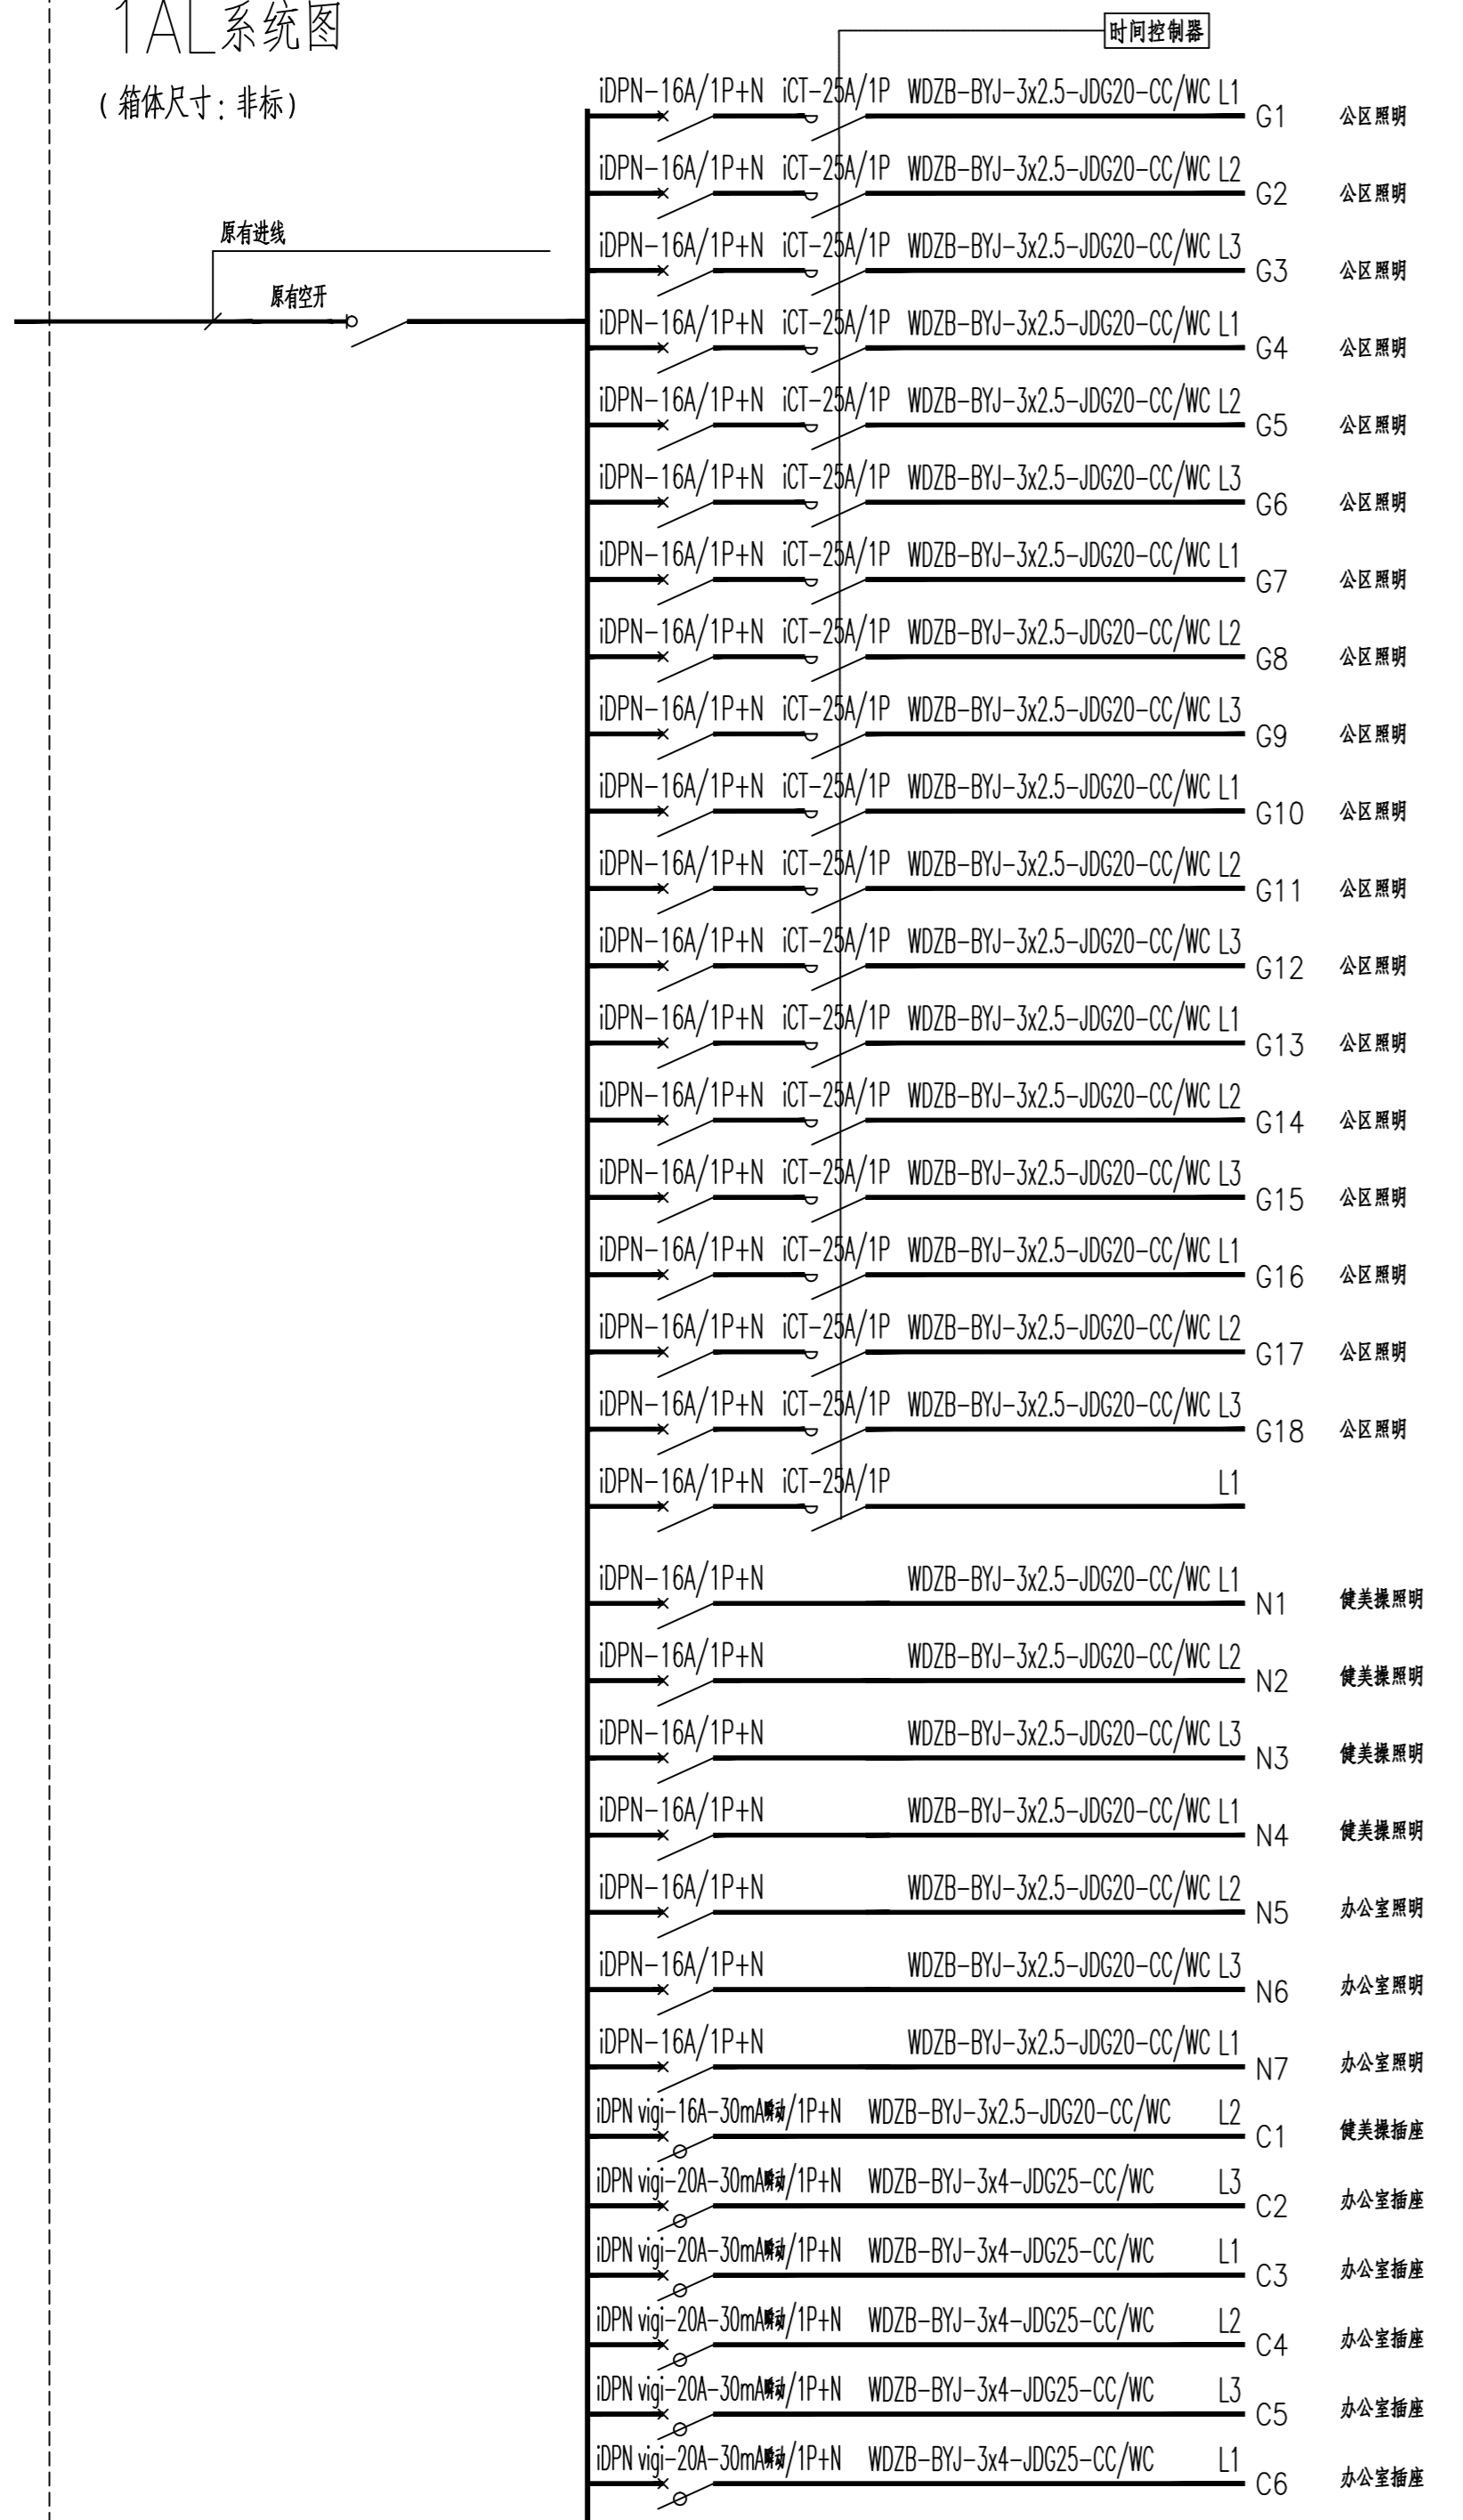 1AL系统图
(箱体尺寸:非标)
时间控制器
原有进线
原有空开
iDPN-16A/1P+N iCT-25A/1P WDZB-BYJ-3x2.5-JDG20-CC/WC L1 G1 公区照明
iDPN-16A/1P+N iCT-25A/1P WDZB-BYJ-3x2.5-JDG20-CC/WC L2 G2 公区照明
iDPN-16A/1P+N iCT-25A/1P WDZB-BYJ-3x2.5-JDG20-CC/WC L3 G3 公区照明
iDPN-16A/1P+N iCT-25A/1P WDZB-BYJ-3x2.5-JDG20-CC/WC L1 G4 公区照明
iDPN-16A/1P+N iCT-25A/1P WDZB-BYJ-3x2.5-JDG20-CC/WC L2 G5 公区照明
iDPN-16A/1P+N iCT-25A/1P WDZB-BYJ-3x2.5-JDG20-CC/WC L3 G6 公区照明
iDPN-16A/1P+N iCT-25A/1P WDZB-BYJ-3x2.5-JDG20-CC/WC L1 G7 公区照明
iDPN-16A/1P+N iCT-25A/1P WDZB-BYJ-3x2.5-JDG20-CC/WC L2 G8 公区照明
iDPN-16A/1P+N iCT-25A/1P WDZB-BYJ-3x2.5-JDG20-CC/WC L3 G9 公区照明
iDPN-16A/1P+N iCT-25A/1P WDZB-BYJ-3x2.5-JDG20-CC/WC L1 G10 公区照明
iDPN-16A/1P+N iCT-25A/1P WDZB-BYJ-3x2.5-JDG20-CC/WC L2 G11 公区照明
iDPN-16A/1P+N iCT-25A/1P WDZB-BYJ-3x2.5-JDG20-CC/WC L3 G12 公区照明
iDPN-16A/1P+N iCT-25A/1P WDZB-BYJ-3x2.5-JDG20-CC/WC L1 G13 公区照明
iDPN-16A/1P+N iCT-25A/1P WDZB-BYJ-3x2.5-JDG20-CC/WC L2 G14 公区照明
iDPN-16A/1P+N iCT-25A/1P WDZB-BYJ-3x2.5-JDG20-CC/WC L3 G15 公区照明
iDPN-16A/1P+N iCT-25A/1P WDZB-BYJ-3x2.5-JDG20-CC/WC L1 G16 公区照明
iDPN-16A/1P+N iCT-25A/1P WDZB-BYJ-3x2.5-JDG20-CC/WC L2 G17 公区照明
iDPN-16A/1P+N iCT-25A/1P WDZB-BYJ-3x2.5-JDG20-CC/WC L3 G18 公区照明
iDPN-16A/1P+N iCT-25A/1P L1
iDPN-16A/1P+N WDZB-BYJ-3x2.5-JDG20-CC/WC L1 N1 健美操照明
iDPN-16A/1P+N WDZB-BYJ-3x2.5-JDG20-CC/WC L2 N2 健美操照明
iDPN-16A/1P+N WDZB-BYJ-3x2.5-JDG20-CC/WC L3 N3 健美操照明
iDPN-16A/1P+N WDZB-BYJ-3x2.5-JDG20-CC/WC L1 N4 健美操照明
iDPN-16A/1P+N WDZB-BYJ-3x2.5-JDG20-CC/WC L2 N5 办公室照明
iDPN-16A/1P+N WDZB-BYJ-3x2.5-JDG20-CC/WC L3 N6 办公室照明
iDPN-16A/1P+N WDZB-BYJ-3x2.5-JDG20-CC/WC L1 N7 办公室照明
iDPN vigi-16A-30mA瞬动/1P+N WDZB-BYJ-3x2.5-JDG20-CC/WC L2 C1 健美操插座
iDPN vigi-20A-30mA瞬动/1P+N WDZB-BYJ-3x4-JDG25-CC/WC L3 C2 办公室插座
iDPN vigi-20A-30mA瞬动/1P+N WDZB-BYJ-3x4-JDG25-CC/WC L1 C3 办公室插座
iDPN vigi-20A-30mA瞬动/1P+N WDZB-BYJ-3x4-JDG25-CC/WC L2 C4 办公室插座
iDPN vigi-20A-30mA瞬动/1P+N WDZB-BYJ-3x4-JDG25-CC/WC L3 C5 办公室插座
iDPN vigi-20A-30mA瞬动/1P+N WDZB-BYJ-3x4-JDG25-CC/WC L1 C6 办公室插座